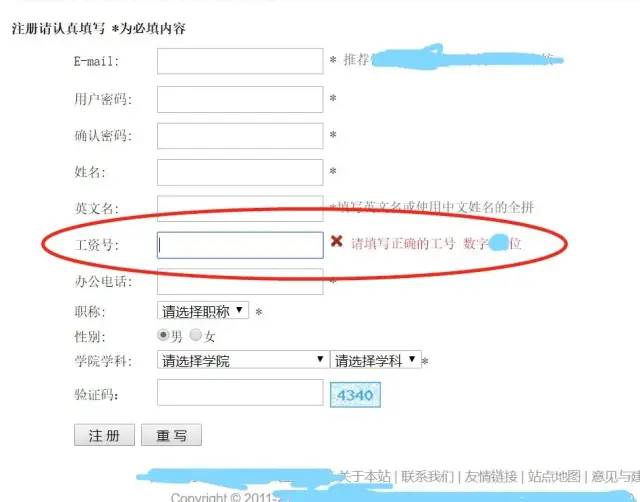 注册请认真填写 *为必填内容
E-mail: * 推荐
用户密码: *
确认密码: *
姓名: *
英文名: *填写英文名或使用中文姓名的全拼
工资号: 请填写正确的工号 数字 位
办公电话: *
职称: 请选择职称 *
性别: 男 女
学院学科: 请选择学院 请选择学科 *
验证码: 4340
注 册 重 写
关于本站 | 联系我们 | 友情链接 | 站点地图 | 意见与建
Copyright © 2011-2